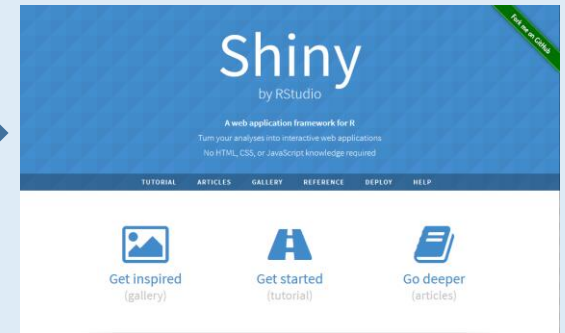 Fork me on GitHub
Shiny
by RStudio
A web application framework for R
Turn your analyses into interactive web applications
No HTML, CSS, or JavaScript knowledge required
TUTORIAL ARTICLES GALLERY REFERENCE DEPLOY HELP
Get inspired Get started Go deeper
(gallery) (tutorial) (articles)